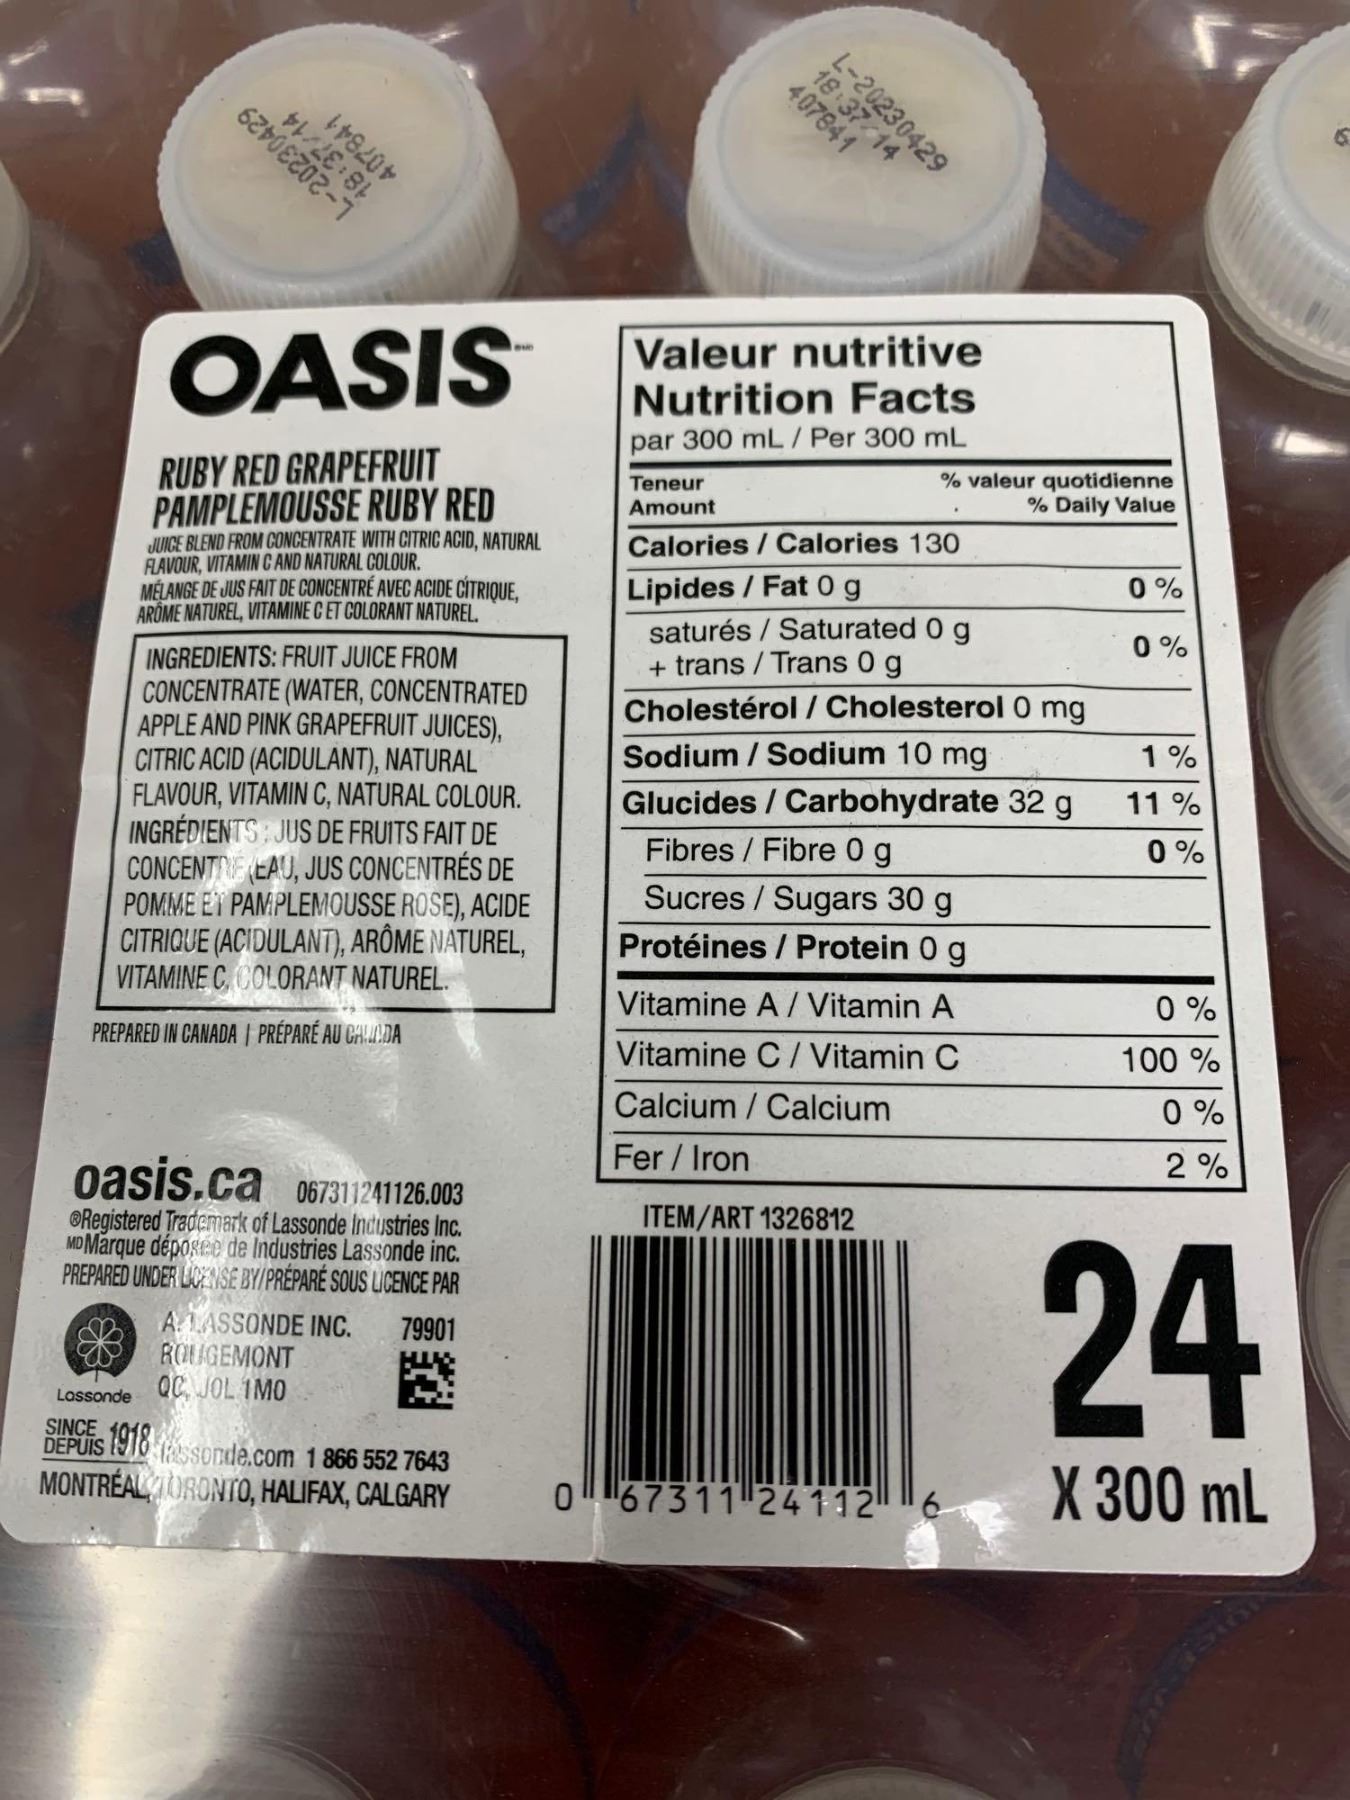 L-20230429
18:37 14
407841
L-20230429
18:37 14
407841
OASIS
RUBY RED GRAPEFRUIT
PAMPLEMOUSSE RUBY RED
JUICE BLEND FROM CONCENTRATE WITH CITRIC ACID, NATURAL
FLAVOUR, VITAMIN C AND NATURAL COLOUR.
MÉLANGE DE JUS FAIT DE CONCENTRÉ AVEC ACIDE CITRIQUE,
ARÔME NATUREL, VITAMINE C ET COLORANT NATUREL.
INGREDIENTS: FRUIT JUICE FROM
CONCENTRATE (WATER, CONCENTRATED
APPLE AND PINK GRAPEFRUIT JUICES),
CITRIC ACID (ACIDULANT), NATURAL
FLAVOUR, VITAMIN C, NATURAL COLOUR.
INGRÉDIENTS : JUS DE FRUITS FAIT DE
CONCENTRÉ (EAU, JUS CONCENTRÉS DE
POMME ET PAMPLEMOUSSE ROSE), ACIDE
CITRIQUE (ACIDULANT), ARÔME NATUREL,
VITAMINE C, COLORANT NATUREL.
PREPARED IN CANADA | PRÉPARÉ AU CANADA
oasis.ca 067311241126.003
®Registered Trademark of Lassonde Industries Inc.
MD Marque déposée de Industries Lassonde inc.
PREPARED UNDER LICENSE BY/PRÉPARÉ SOUS LICENCE PAR
A. LASSONDE INC. 79901
ROUGEMONT
QC, J0L 1M0
Lassonde
SINCE
DEPUIS 1918
lassonde.com 1 866 552 7643
MONTRÉAL, TORONTO, HALIFAX, CALGARY
Valeur nutritive
Nutrition Facts
par 300 mL / Per 300 mL
Teneur % valeur quotidienne
Amount % Daily Value
Calories / Calories 130
Lipides / Fat 0 g 0 %
saturés / Saturated 0 g
+ trans / Trans 0 g 0 %
Cholestérol / Cholesterol 0 mg
Sodium / Sodium 10 mg 1 %
Glucides / Carbohydrate 32 g 11 %
Fibres / Fibre 0 g 0 %
Sucres / Sugars 30 g
Protéines / Protein 0 g
Vitamine A / Vitamin A 0 %
Vitamine C / Vitamin C 100 %
Calcium / Calcium 0 %
Fer / Iron 2 %
ITEM/ART 1326812
0 67311 24112 6
24
X 300 mL